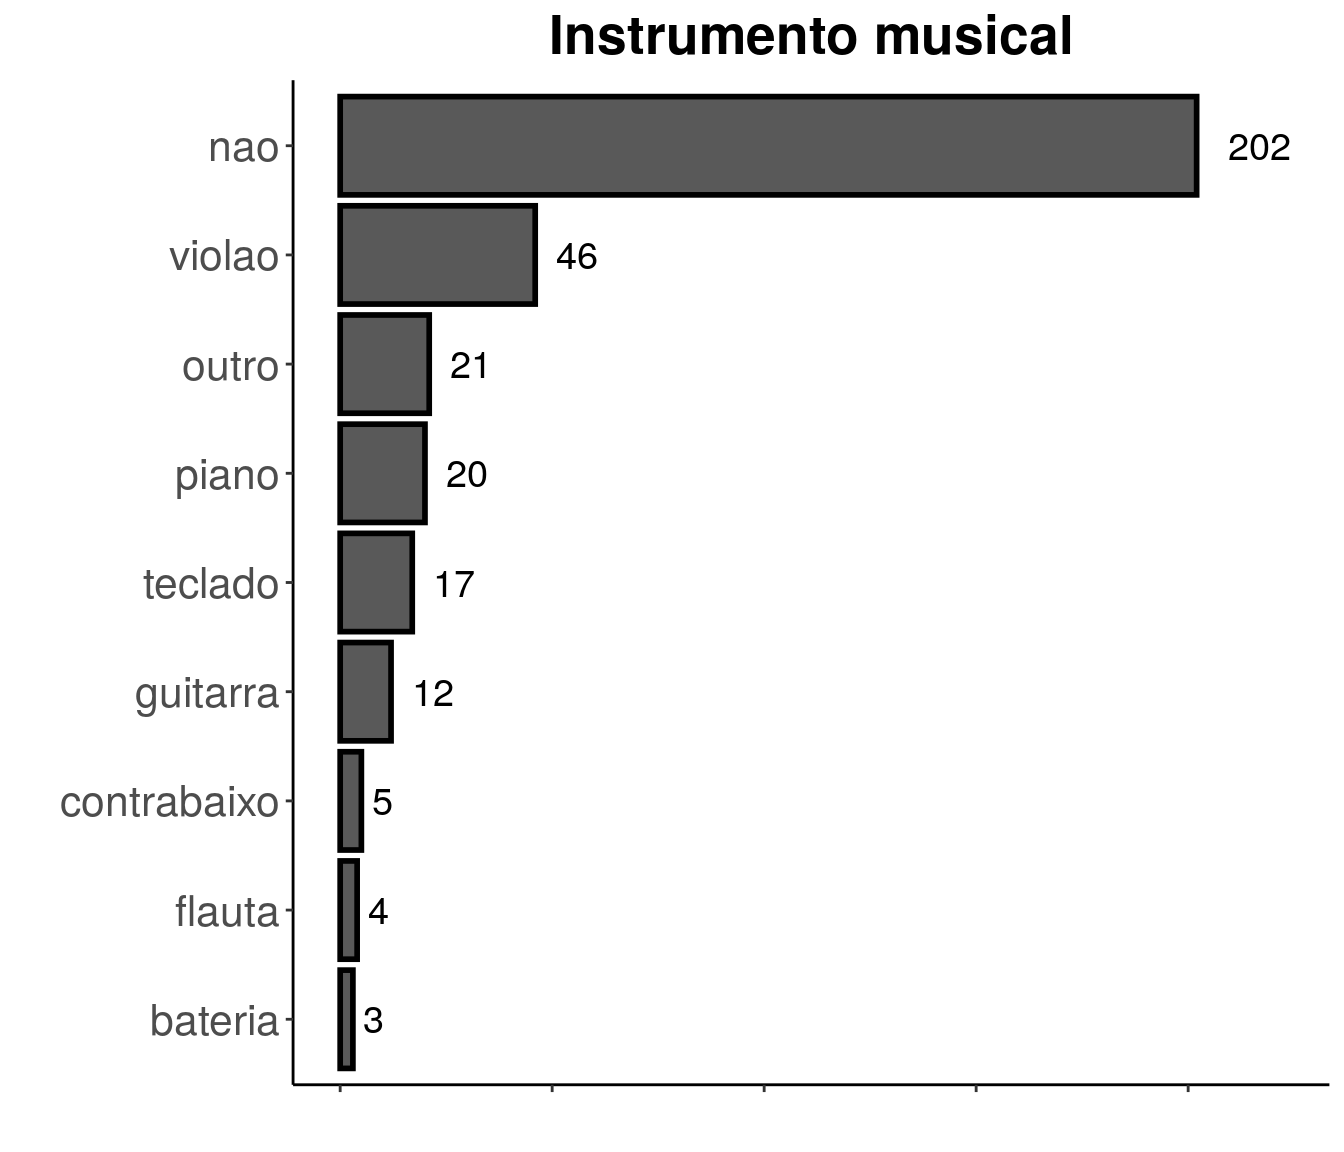 Instrumento musical
nao 202
violao 46
outro 21
piano 20
teclado 17
guitarra 12
contrabaixo 5
flauta 4
bateria 3